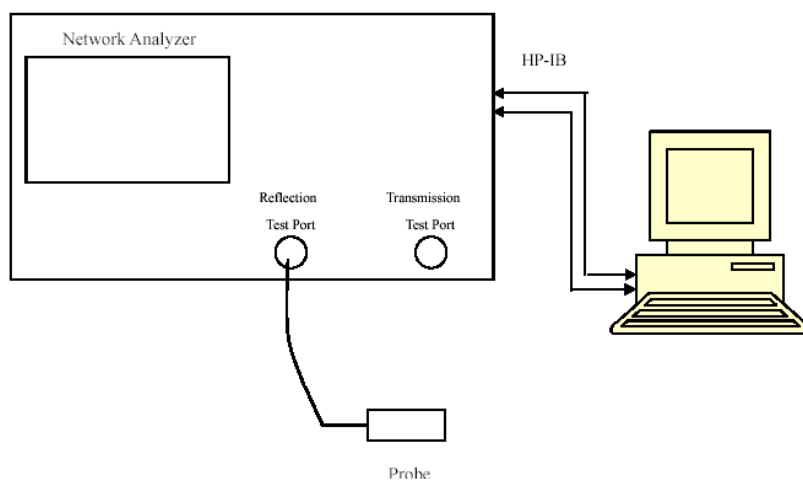 Network Analyzer
HP-IB
Reflection
Test Port
Transmission
Test Port
Probe